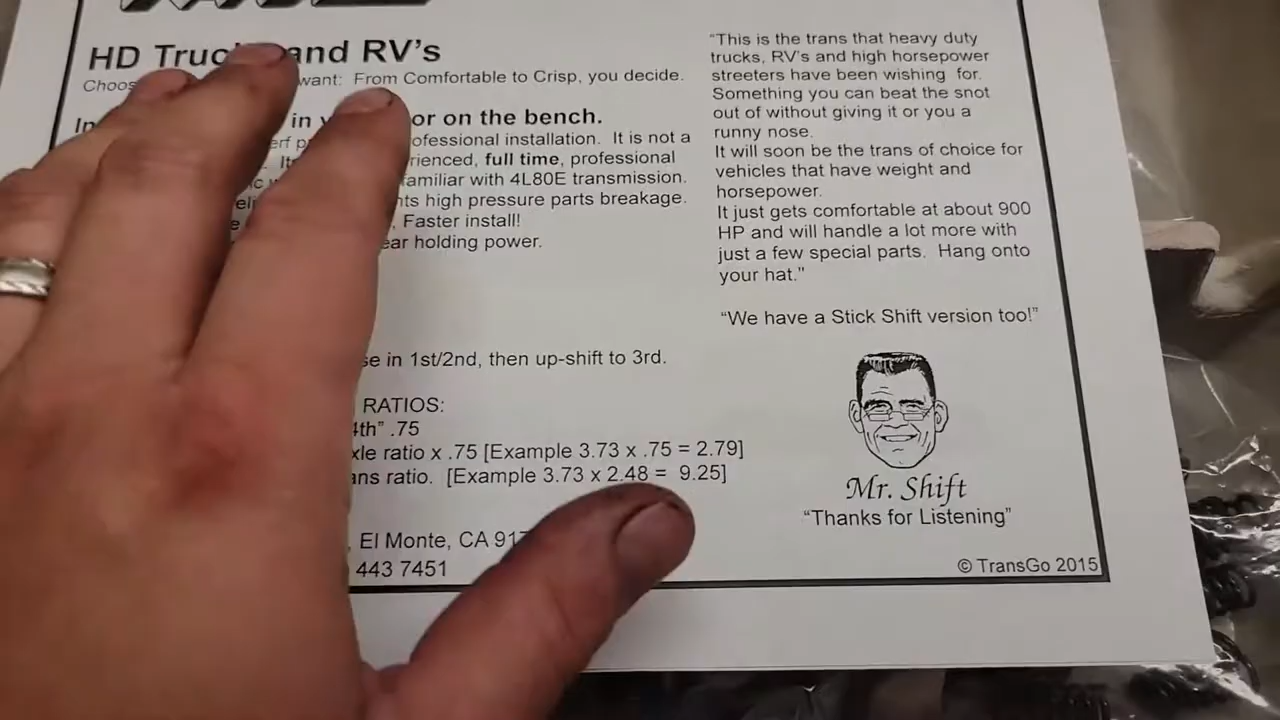 HD Truc and RV's
Choos want: From Comfortable to Crisp, you decide.
in or on the bench.
ofessional installation. It is not a
rienced, full time, professional
amiliar with 4L80E transmission.
nts high pressure parts breakage.
, Faster install!
ear holding power.
se in 1st/2nd, then up-shift to 3rd.
RATIOS:
4th" .75
xle ratio x .75 [Example 3.73 x .75 = 2.79]
ans ratio. [Example 3.73 x 2.48 = 9.25]
, El Monte, CA 917
443 7451
"This is the trans that heavy duty
trucks, RV's and high horsepower
streeters have been wishing for.
Something you can beat the snot
out of without giving it or you a
runny nose.
It will soon be the trans of choice for
vehicles that have weight and
horsepower.
It just gets comfortable at about 900
HP and will handle a lot more with
just a few special parts. Hang onto
your hat."
"We have a Stick Shift version too!"
Mr. Shift
"Thanks for Listening"
© TransGo 2015